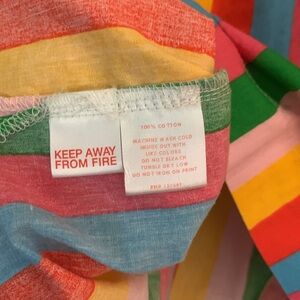 KEEP AWAY
FROM FIRE
100% COTTON
MACHINE WASH COLD
INSIDE OUT WITH
LIKE COLORS
DO NOT BLEACH
TUMBLE DRY LOW
DO NOT IRON ON PRINT